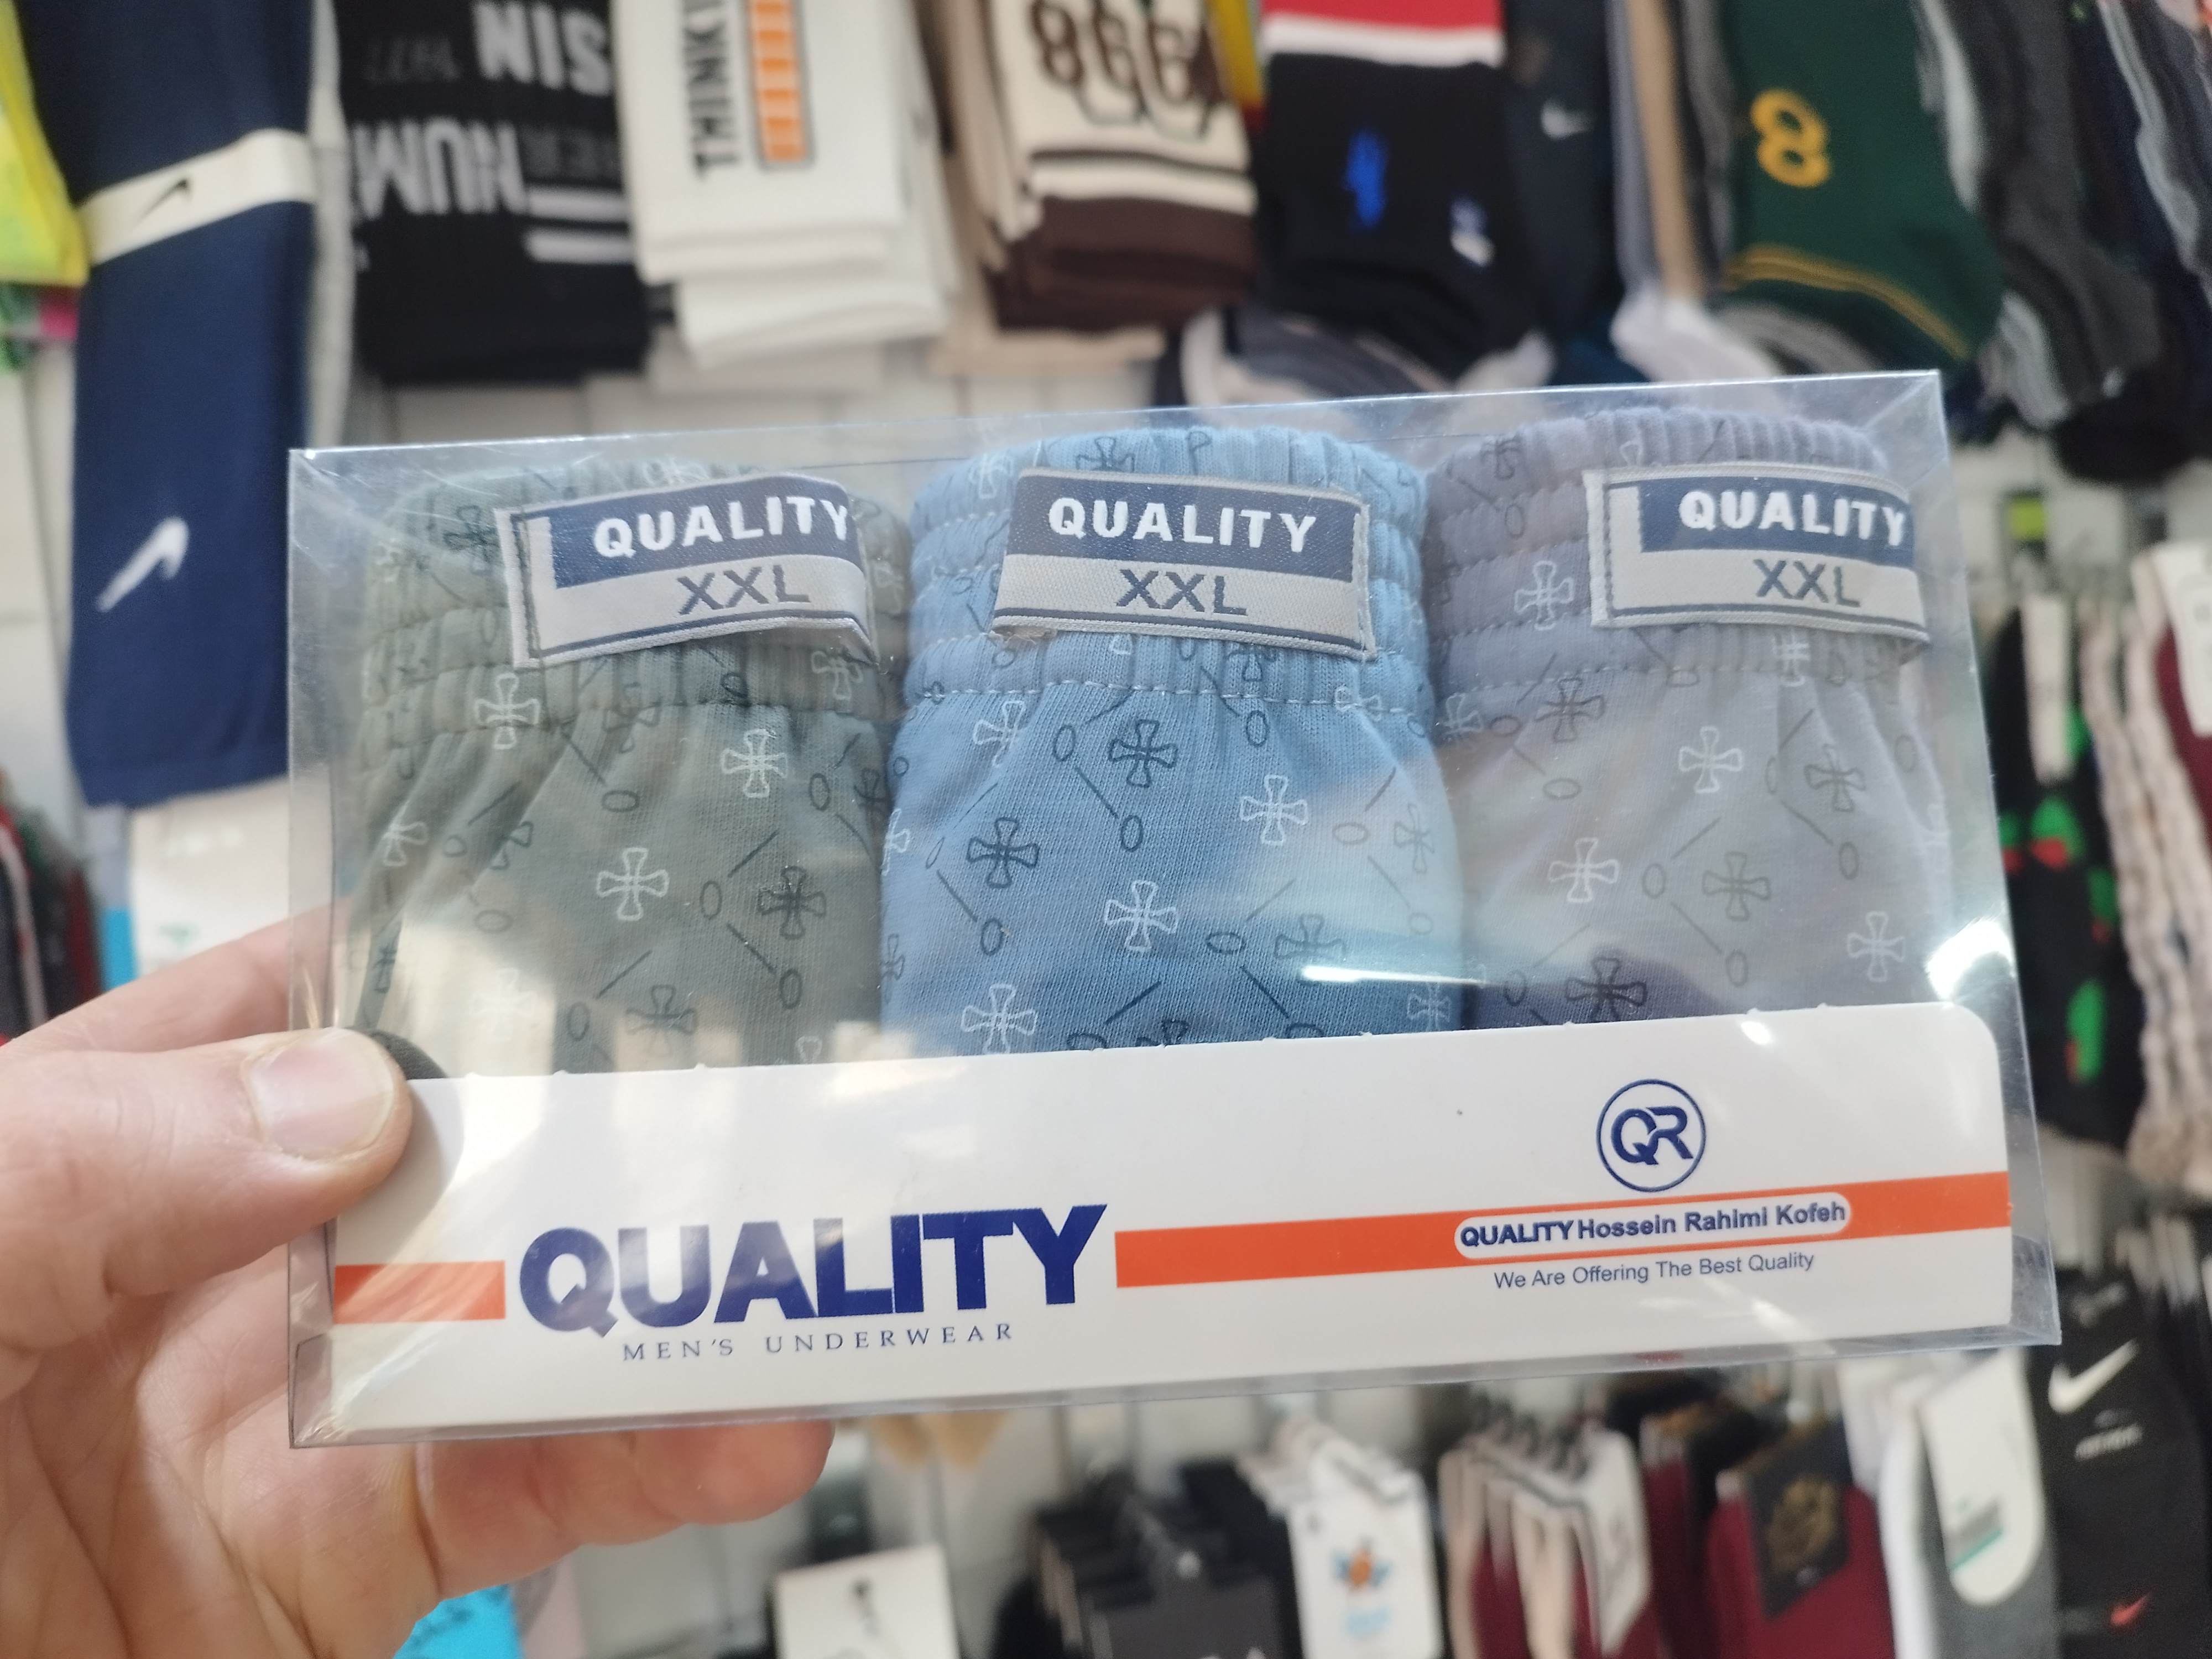 THINK
8
QUALITY
XXL
QUALITY
XXL
QUALITY
XXL
QR
QUALITY Hossein Rahimi Kofeh
We Are Offering The Best Quality
QUALITY
MEN'S UNDERWEAR